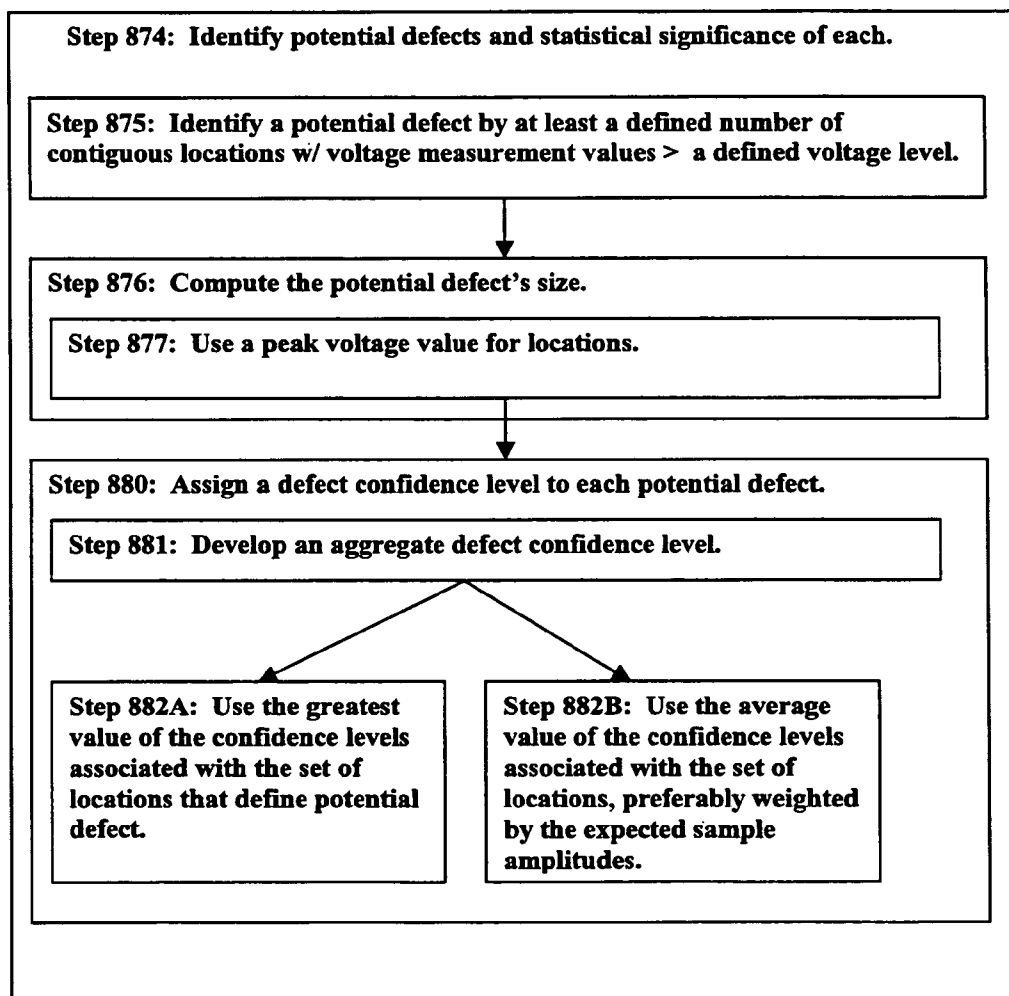 Step 874: Identify potential defects and statistical significance of each.
Step 875: Identify a potential defect by at least a defined number of
contiguous locations w/ voltage measurement values > a defined voltage level.
Step 876: Compute the potential defect's size.
Step 877: Use a peak voltage value for locations.
Step 880: Assign a defect confidence level to each potential defect.
Step 881: Develop an aggregate defect confidence level.
Step 882A: Use the greatest
value of the confidence levels
associated with the set of
locations that define potential
defect.
Step 882B: Use the average
value of the confidence levels
associated with the set of
locations, preferably weighted
by the expected sample
amplitudes.